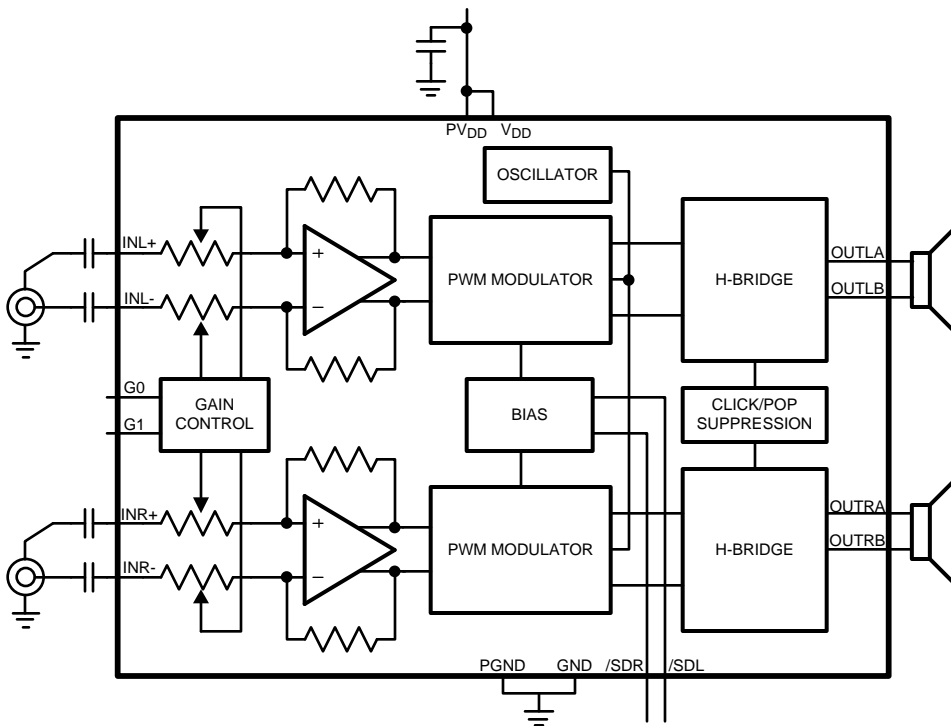 PVDD VDD
OSCILLATOR
INL+
+
PWM MODULATOR
H-BRIDGE
OUTLA
INL-
−
OUTLB
G0
GAIN
CONTROL
G1
BIAS
CLICK/POP
SUPPRESSION
INR+
+
PWM MODULATOR
H-BRIDGE
OUTRA
INR-
−
OUTRB
PGND GND /SDR /SDL